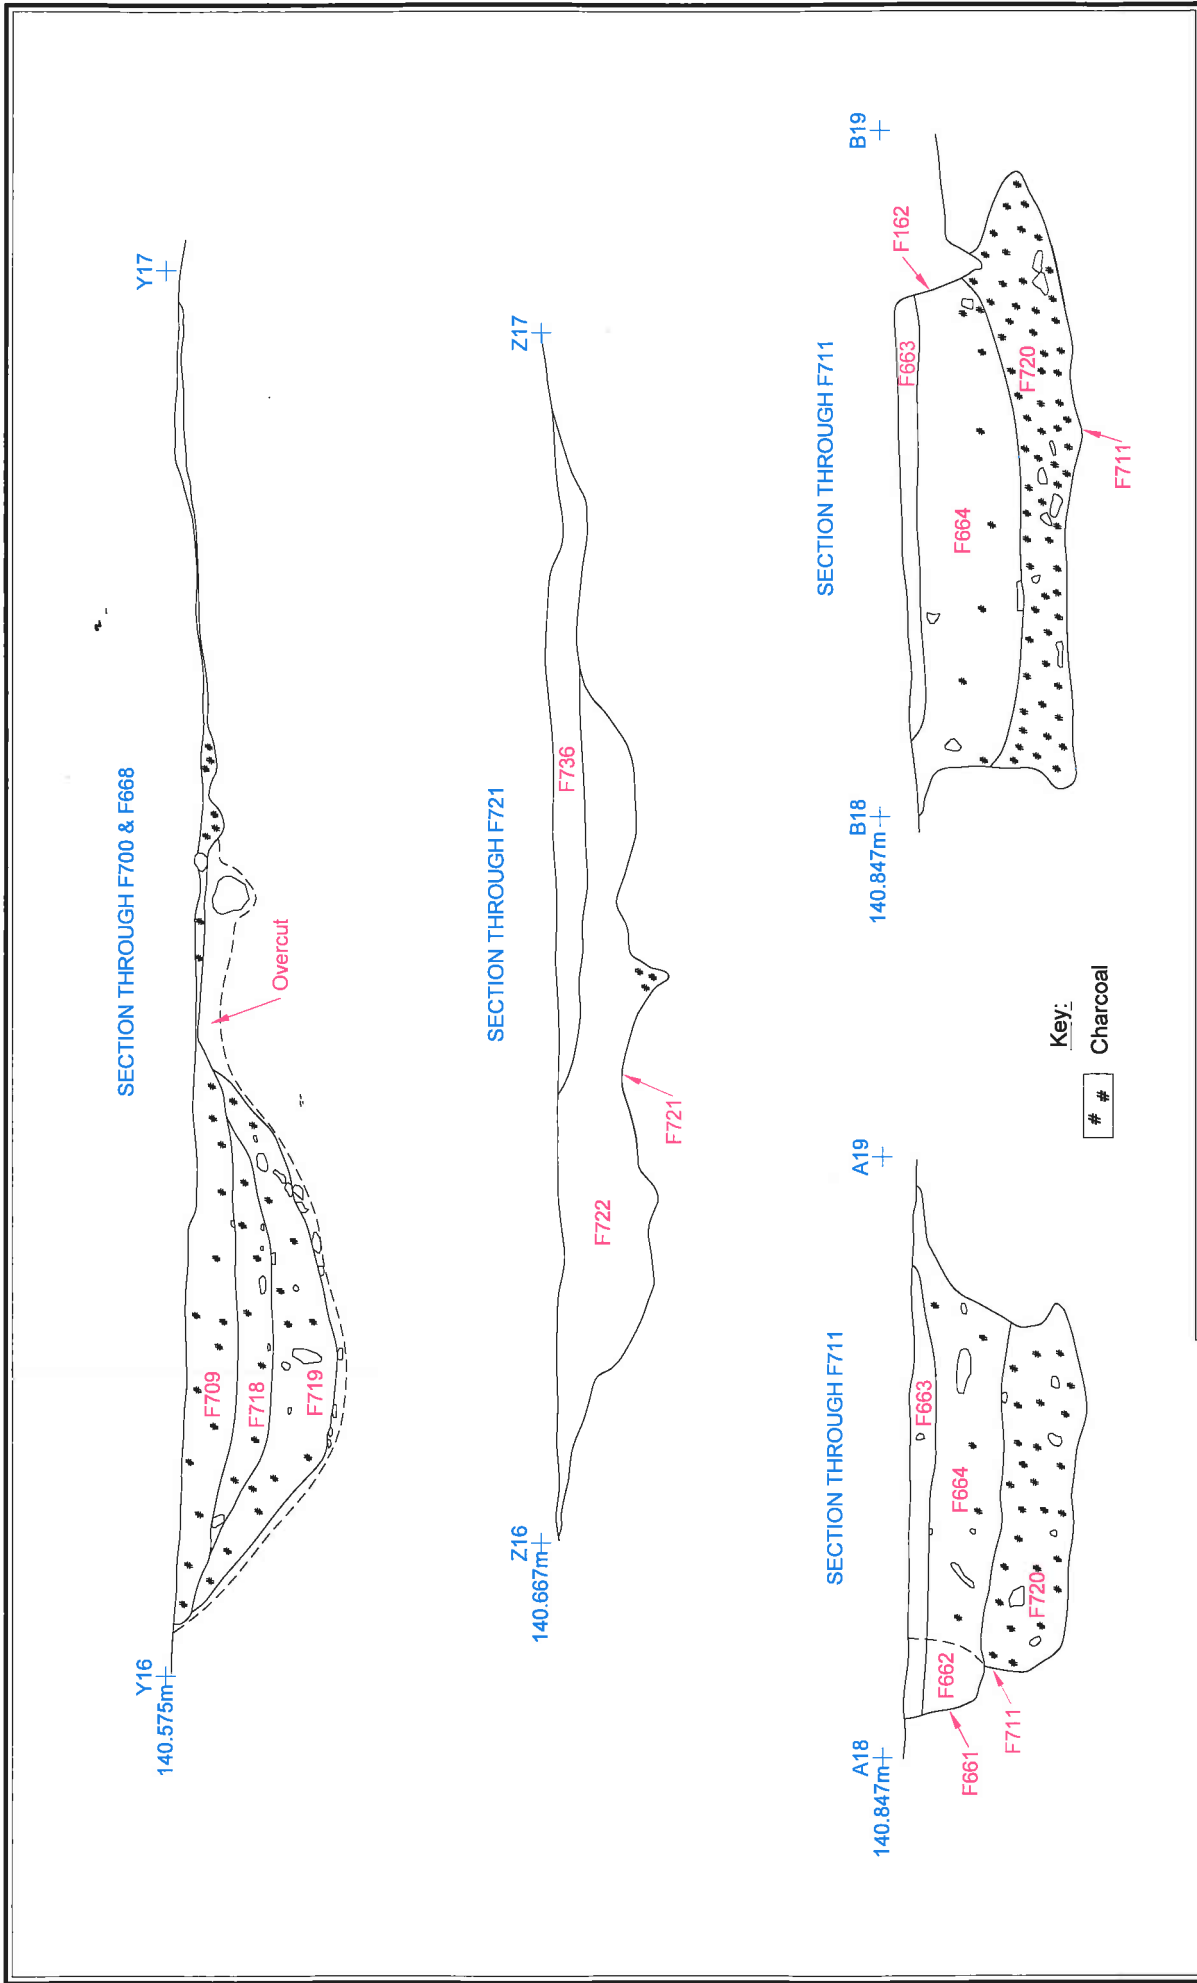 SECTION THROUGH F700 & F668
Y16
140.575m
Y17
F709
F718
F719
Overcut
SECTION THROUGH F721
Z16
140.667m
Z17
F736
F722
F721
SECTION THROUGH F711
A18
140.847m
A19
F663
F664
F662
F720
F661
F711
SECTION THROUGH F711
B18
140.847m
B19
F162
F663
F664
F720
F711
Key:
Charcoal